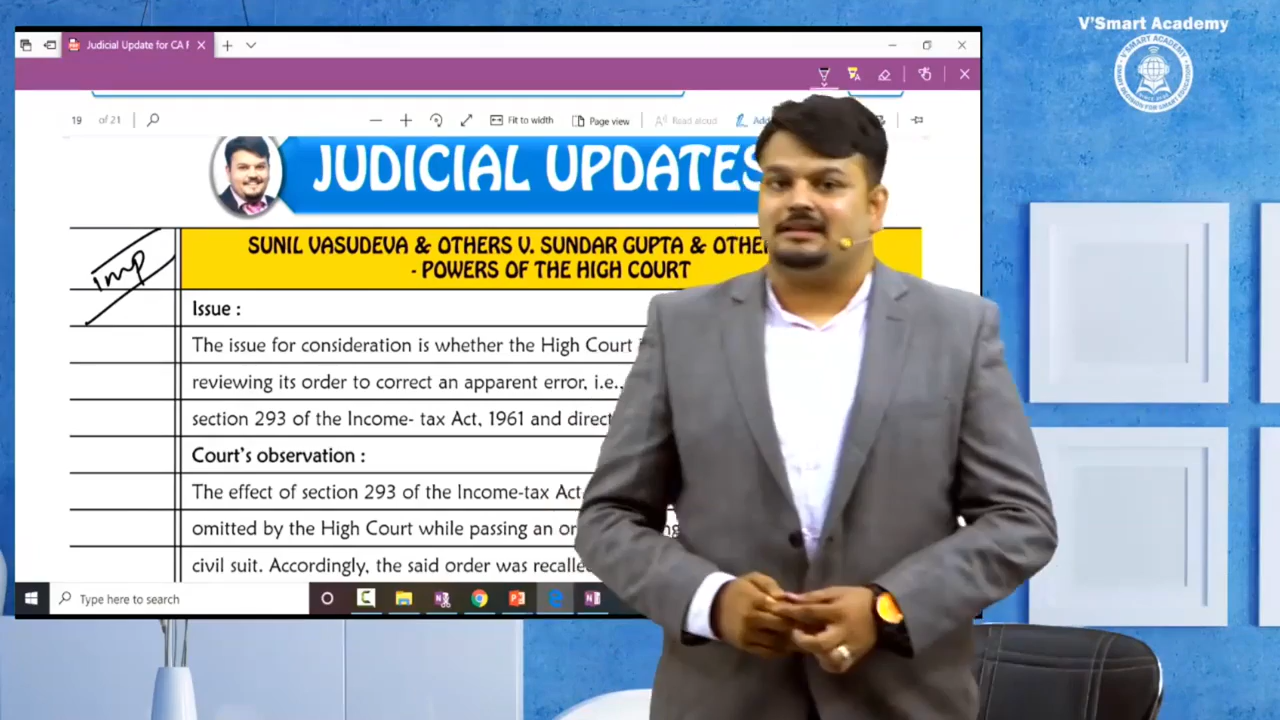 V'Smart Academy
Judicial Update for CA F
19 of 21
Fit to width
Page view
Read aloud
Add
JUDICIAL UPDATES
imp
SUNIL VASUDEVA & OTHERS V. SUNDAR GUPTA & OTHE
- POWERS OF THE HIGH COURT
Issue :
The issue for consideration is whether the High Court
reviewing its order to correct an apparent error, i.e.,
section 293 of the Income- tax Act, 1961 and direct
Court's observation :
The effect of section 293 of the Income-tax Act
omitted by the High Court while passing an or
civil suit. Accordingly, the said order was recalle
Type here to search